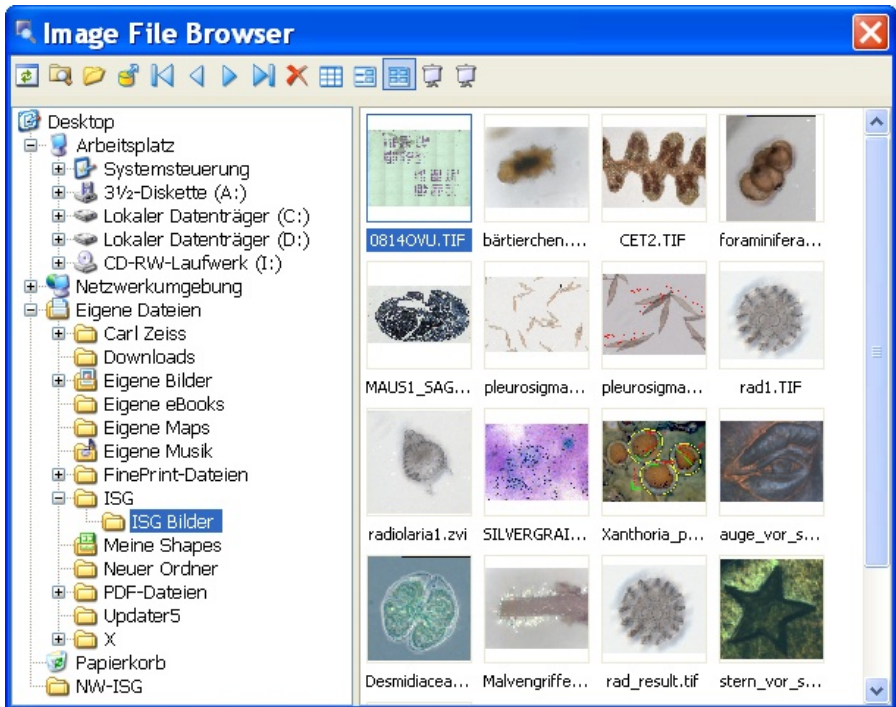 Image File Browser
Desktop
Arbeitsplatz
Systemsteuerung
3½-Diskette (A:)
Lokaler Datenträger (C:)
Lokaler Datenträger (D:)
CD-RW-Laufwerk (I:)
Netzwerkumgebung
Eigene Dateien
Carl Zeiss
Downloads
Eigene Bilder
Eigene eBooks
Eigene Maps
Eigene Musik
FinePrint-Dateien
ISG
ISG Bilder
Meine Shapes
Neuer Ordner
PDF-Dateien
Updater5
X
Papierkorb
NW-ISG
0814OVU.TIF bärtierchen.... CET2.TIF foraminifera...
MAUS1_SAG... pleurosigma... pleurosigma... rad1.TIF
radiolaria1.zvi SILVERGRAI... Xanthoria_p... auge_vor_s...
Desmidiacea... Malvengriffe... rad_result.tif stern_vor_s...